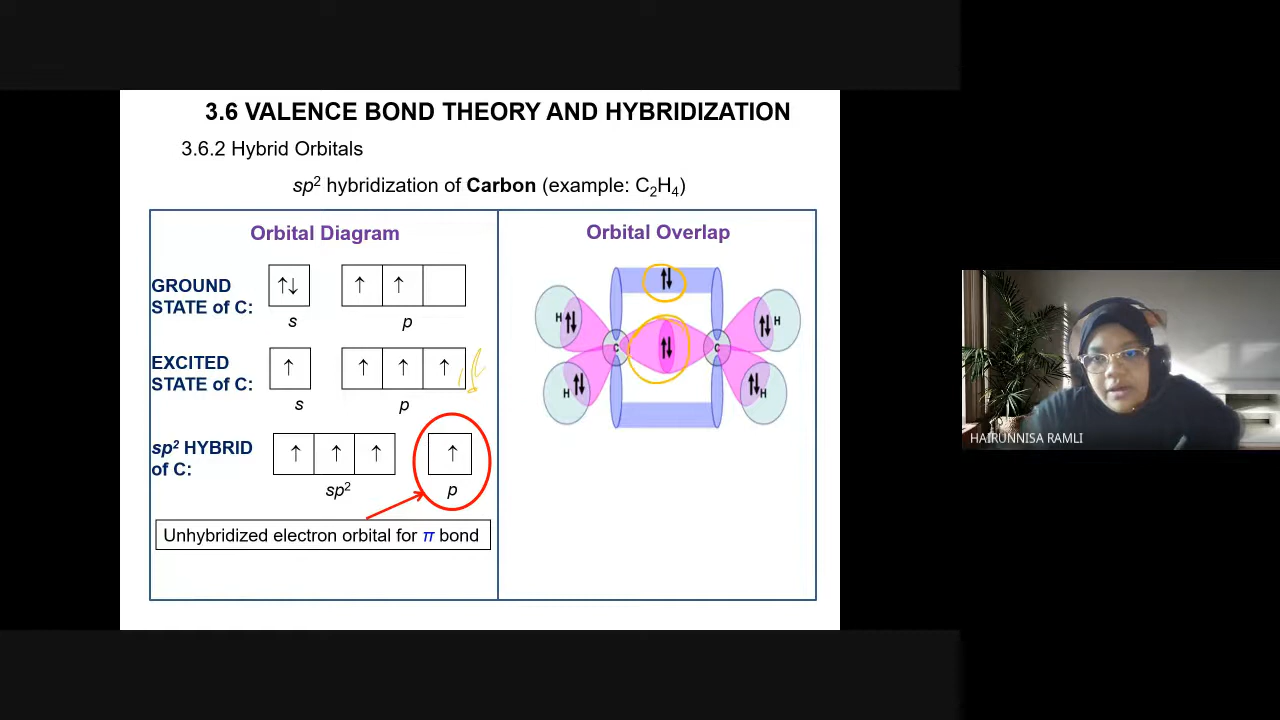 3.6 VALENCE BOND THEORY AND HYBRIDIZATION
3.6.2 Hybrid Orbitals
sp² hybridization of Carbon (example: C₂H₄)
Orbital Diagram
GROUND
STATE of C:
↑↓ ↑ ↑
s p
EXCITED
STATE of C:
↑ ↑ ↑ ↑
s p
sp² HYBRID
of C:
↑ ↑ ↑ ↑
sp² p
Unhybridized electron orbital for π bond
Orbital Overlap
H H
C C
H H
HAIRUNNISA RAMLI